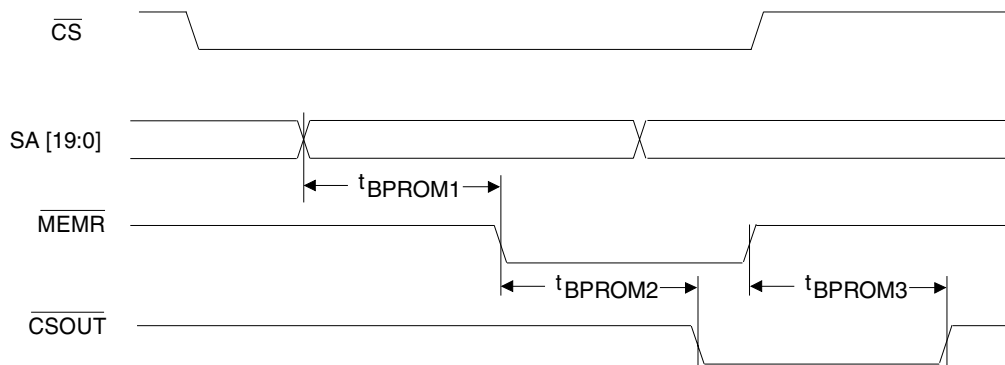 CS
SA [19:0]
tBPROM1
MEMR
tBPROM2
tBPROM3
CSOUT